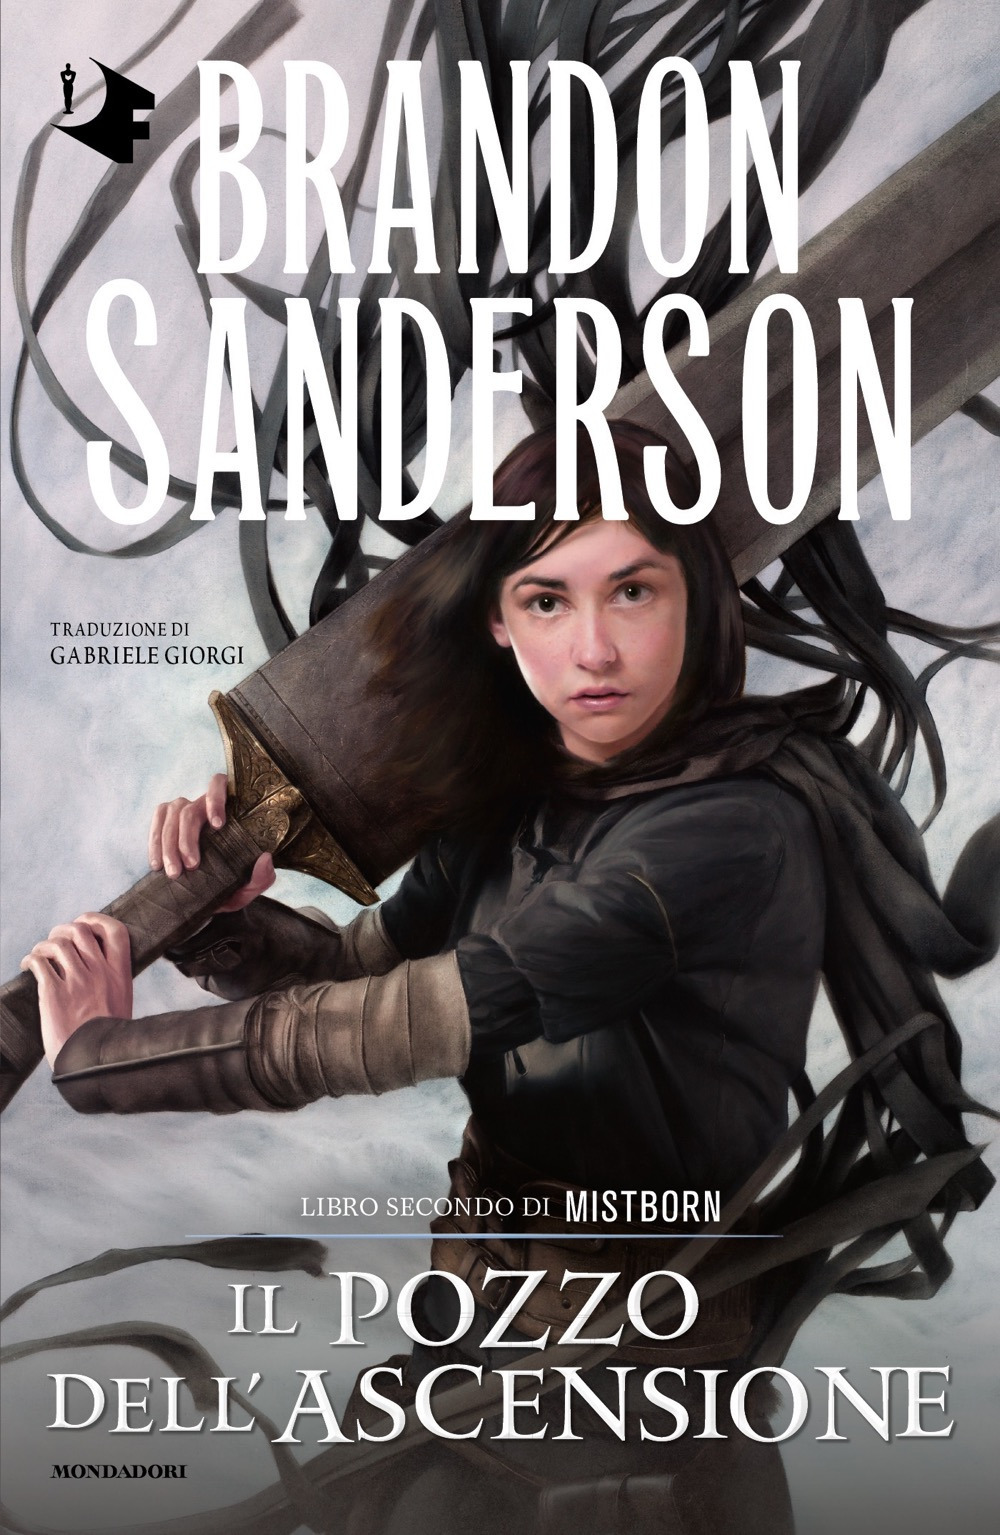 BRANDON
SANDERSON
TRADUZIONE DI
GABRIELE GIORGI
LIBRO SECONDO DI MISTBORN
IL POZZO
DELL'ASCENSIONE
MONDADORI